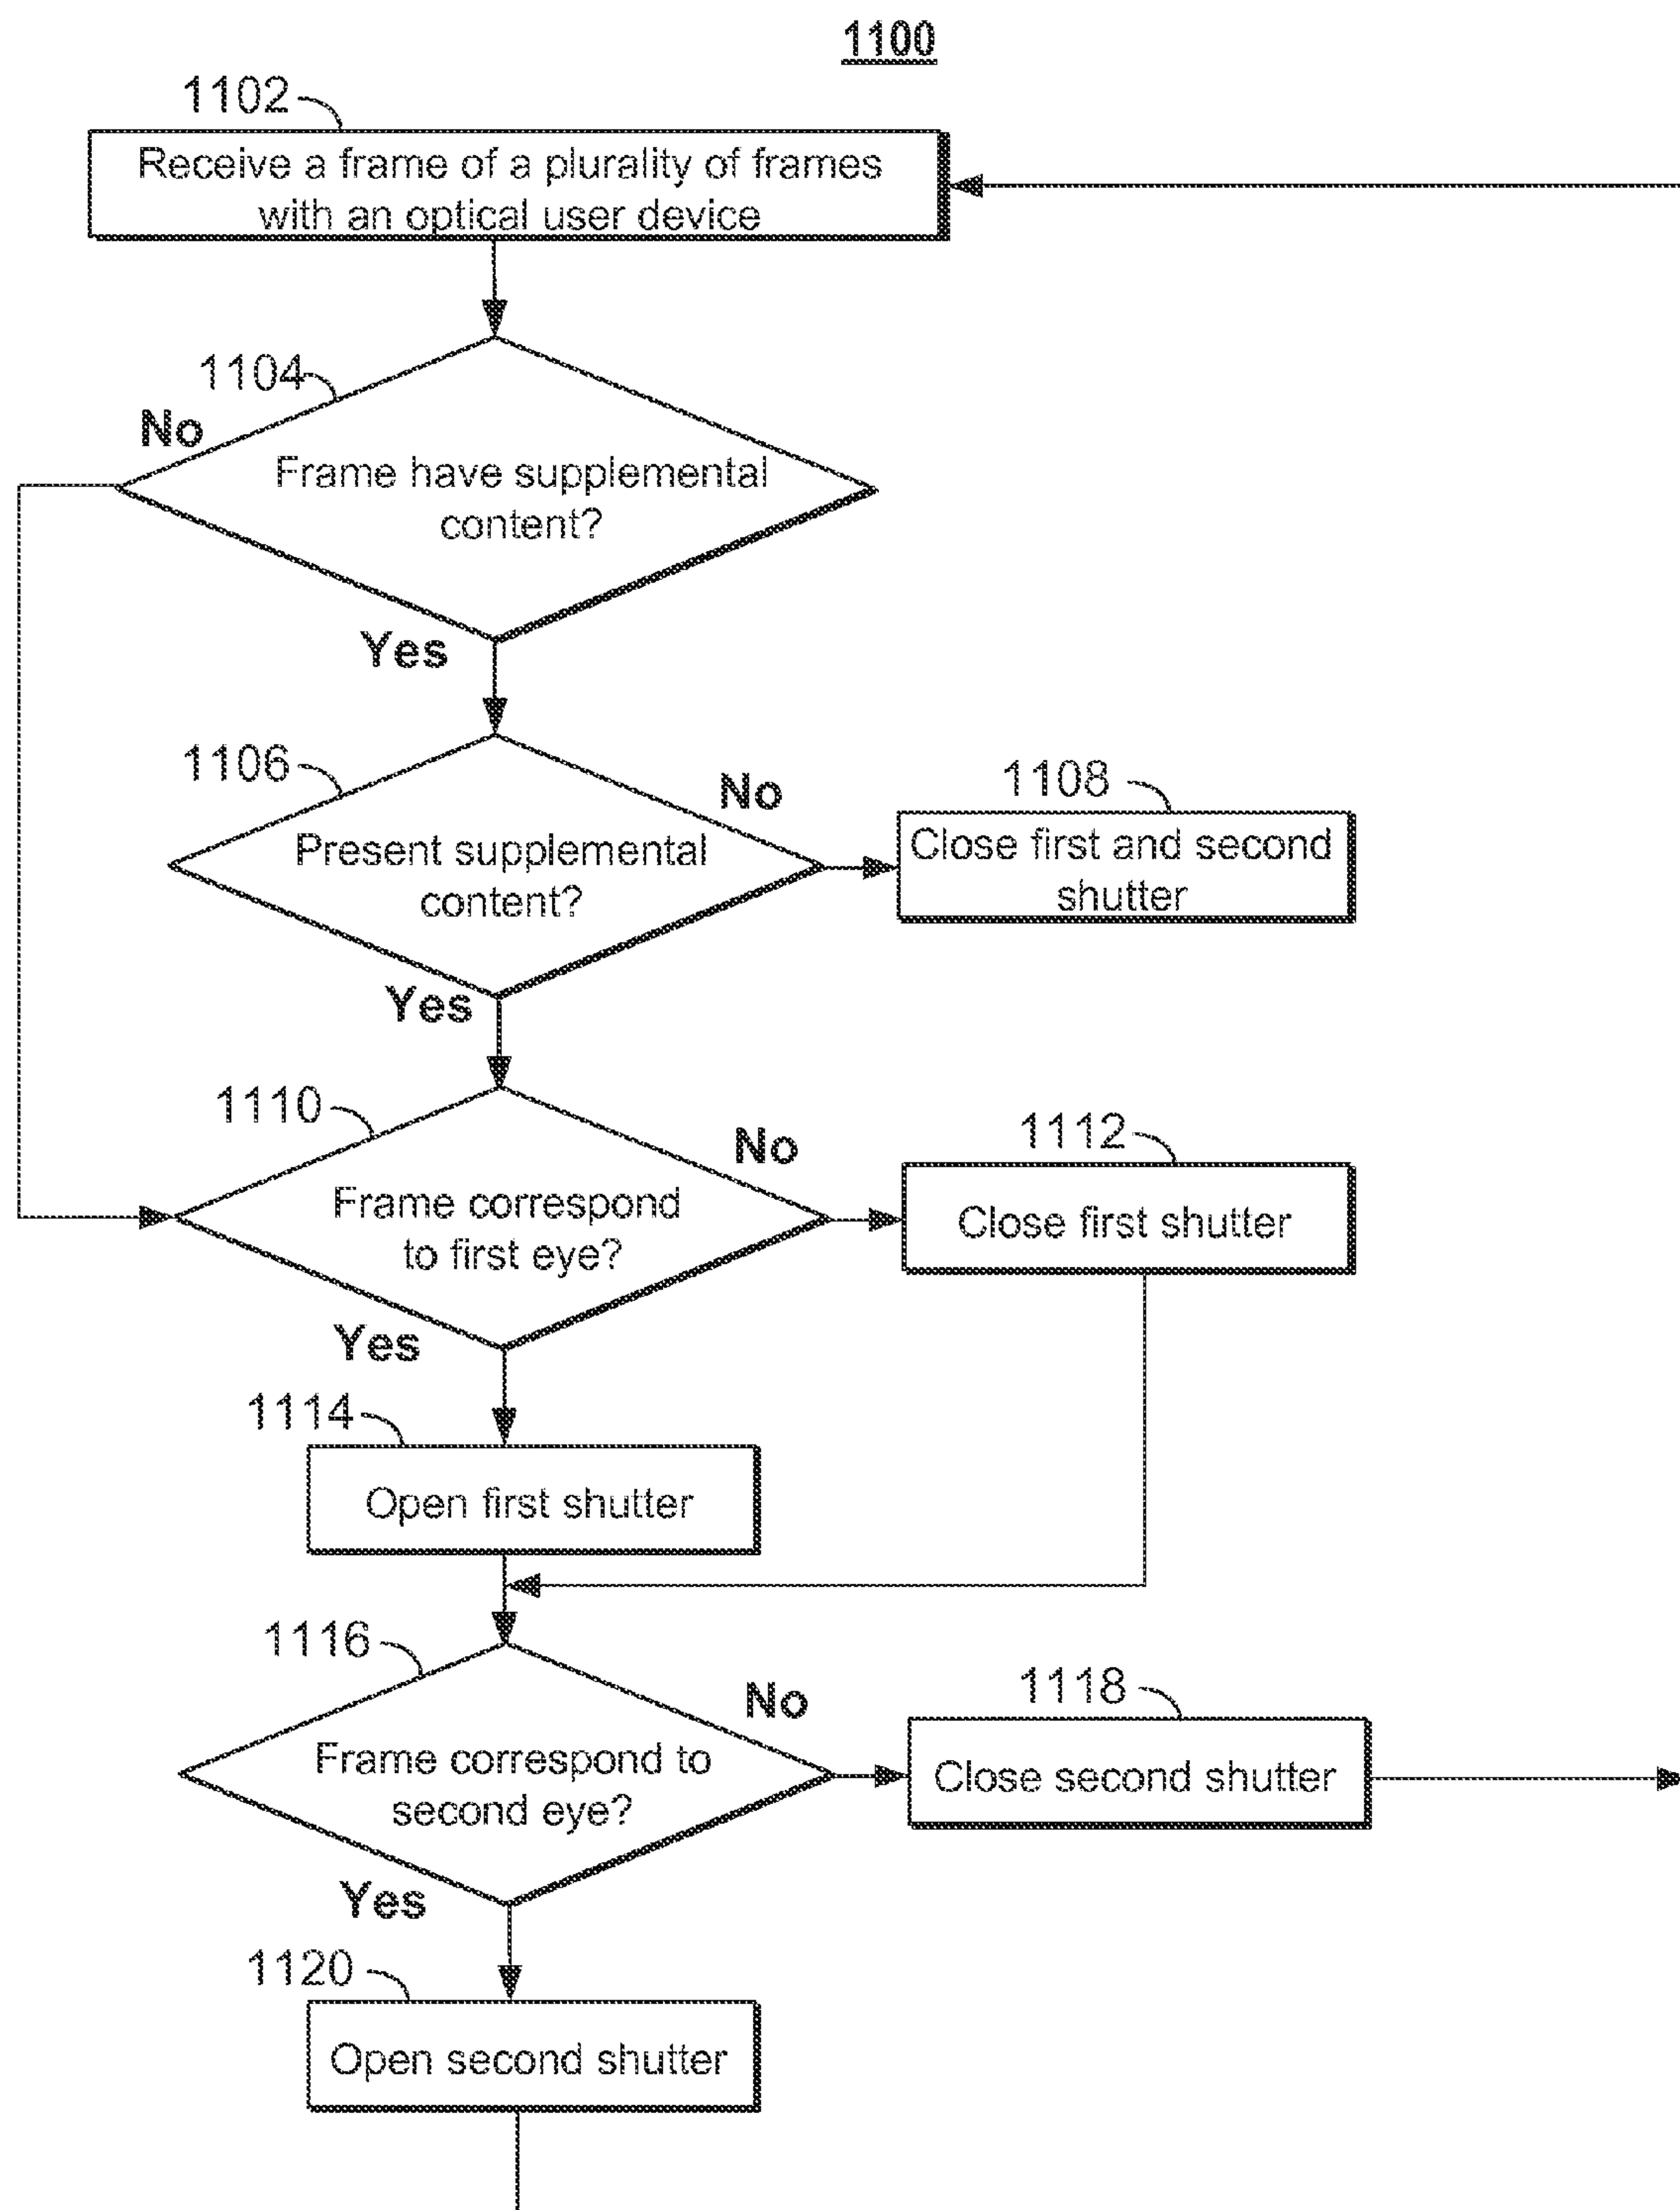 1100
1102
Receive a frame of a plurality of frames
with an optical user device
1104
No
Frame have supplemental
content?
Yes
1106
No
Present supplemental
content?
1108
Close first and second
shutter
Yes
1110
No
Frame correspond
to first eye?
1112
Close first shutter
Yes
1114
Open first shutter
1116
No
Frame correspond to
second eye?
1118
Close second shutter
Yes
1120
Open second shutter